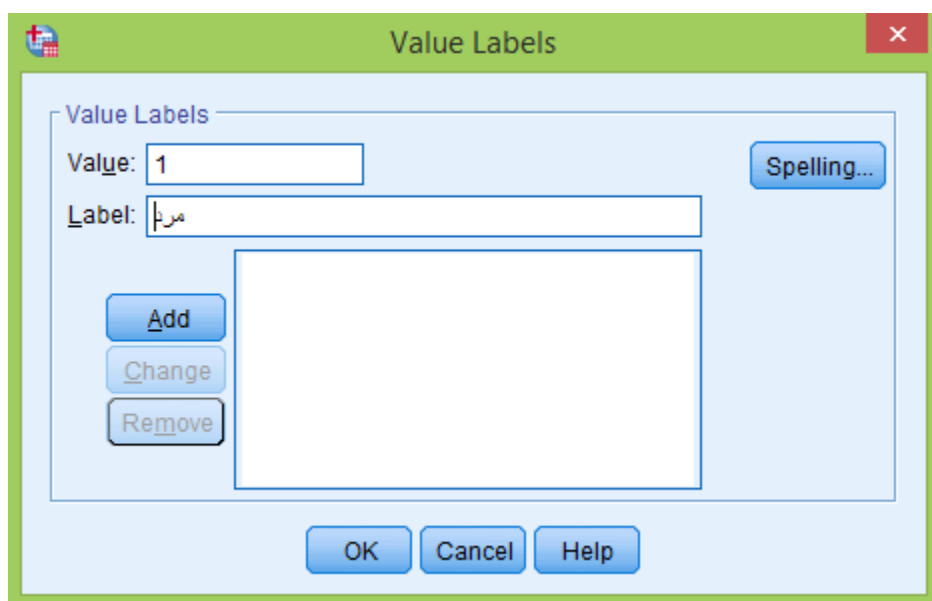 Value Labels
Value Labels
Value: 1
Spelling...
Label: مرد
Add
Change
Remove
OK Cancel Help